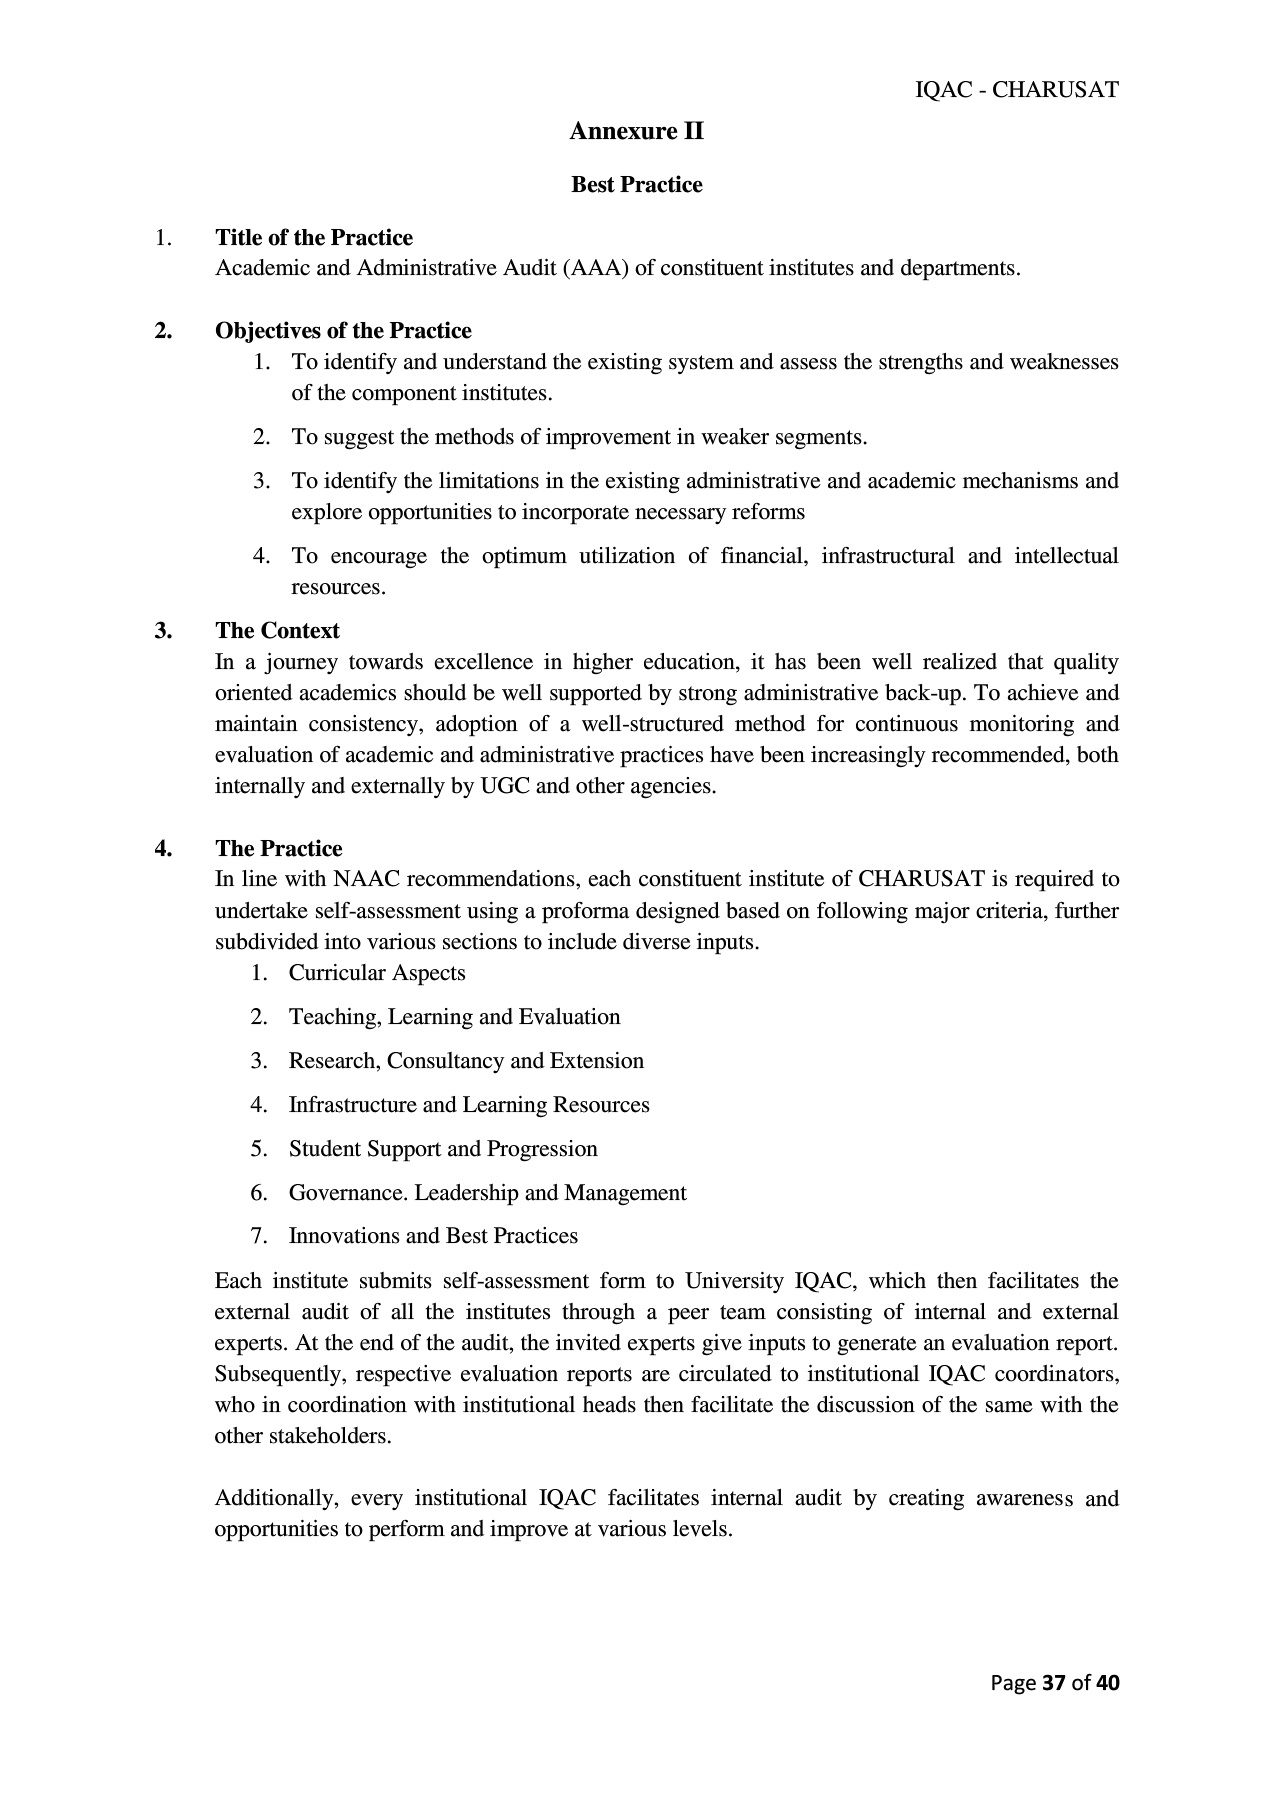 IQAC - CHARUSAT
Annexure II
Best Practice
1. Title of the Practice
Academic and Administrative Audit (AAA) of constituent institutes and departments.
2. Objectives of the Practice
1. To identify and understand the existing system and assess the strengths and weaknesses
of the component institutes.
2. To suggest the methods of improvement in weaker segments.
3. To identify the limitations in the existing administrative and academic mechanisms and
explore opportunities to incorporate necessary reforms
4. To encourage the optimum utilization of financial, infrastructural and intellectual
resources.
3. The Context
In a journey towards excellence in higher education, it has been well realized that quality
oriented academics should be well supported by strong administrative back-up. To achieve and
maintain consistency, adoption of a well-structured method for continuous monitoring and
evaluation of academic and administrative practices have been increasingly recommended, both
internally and externally by UGC and other agencies.
4. The Practice
In line with NAAC recommendations, each constituent institute of CHARUSAT is required to
undertake self-assessment using a proforma designed based on following major criteria, further
subdivided into various sections to include diverse inputs.
1. Curricular Aspects
2. Teaching, Learning and Evaluation
3. Research, Consultancy and Extension
4. Infrastructure and Learning Resources
5. Student Support and Progression
6. Governance. Leadership and Management
7. Innovations and Best Practices
Each institute submits self-assessment form to University IQAC, which then facilitates the
external audit of all the institutes through a peer team consisting of internal and external
experts. At the end of the audit, the invited experts give inputs to generate an evaluation report.
Subsequently, respective evaluation reports are circulated to institutional IQAC coordinators,
who in coordination with institutional heads then facilitate the discussion of the same with the
other stakeholders.
Additionally, every institutional IQAC facilitates internal audit by creating awareness and
opportunities to perform and improve at various levels.
Page 37 of 40